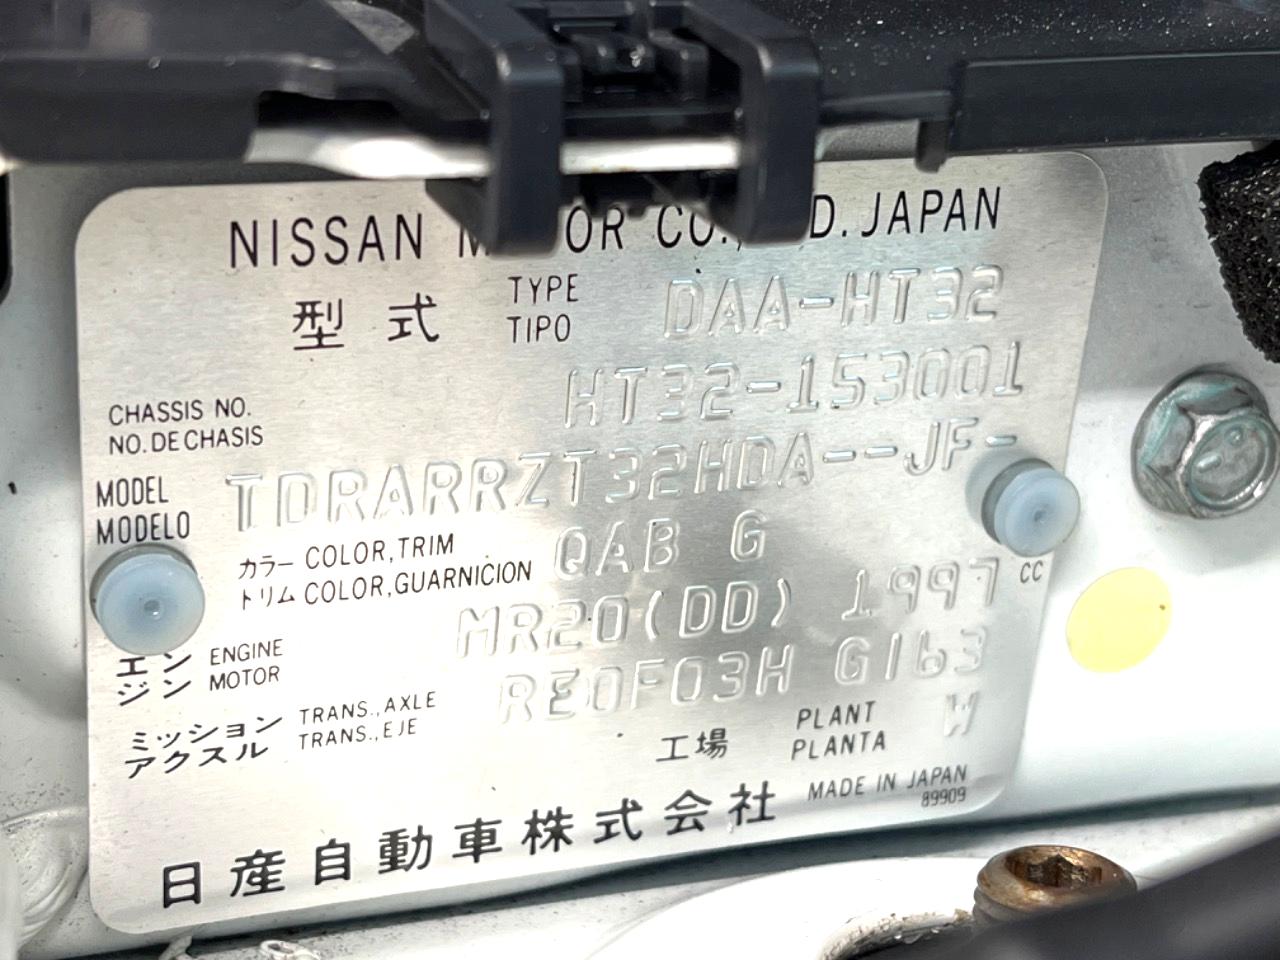 NISSAN MOTOR CO., LTD. JAPAN
型式 TYPE TIPO DAA-HT32
CHASSIS NO. NO. DE CHASIS HT32-153001
MODEL MODELO TDRARRZT32HDA--JF-
カラー COLOR, TRIM
トリム COLOR, GUARNICION QAB G
エンジン ENGINE MOTOR MR20(DD) 1997 CC
ミッション TRANS., AXLE
アクスル TRANS., EJE RE0F03H G163
工場 PLANT PLANTA W
MADE IN JAPAN
89909
日産自動車株式会社